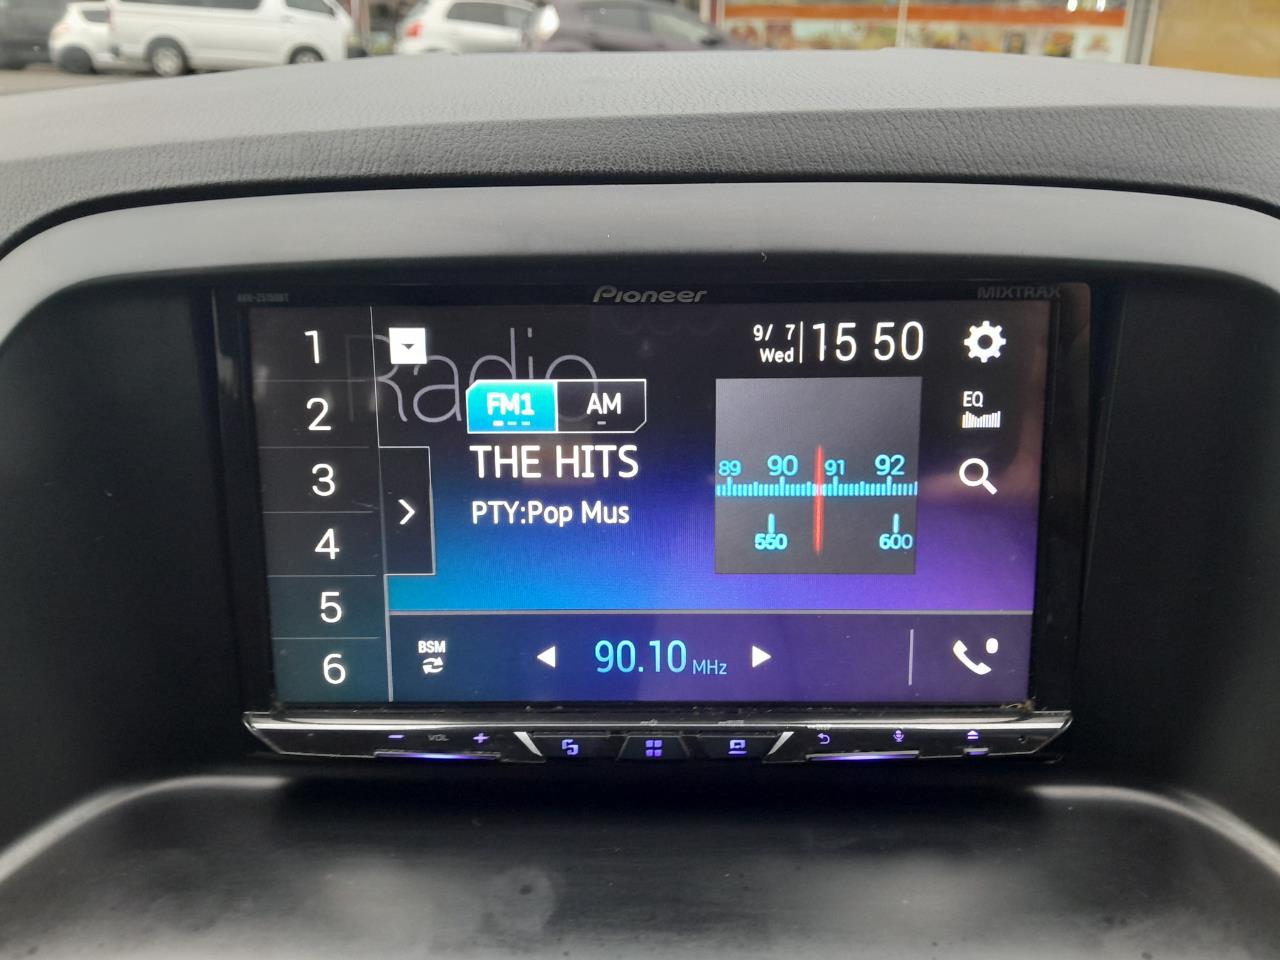 Pioneer
MIXTRAX
Radio
1
2
3
4
5
6
9/ 7
Wed
15 50
FM1
AM
EQ
THE HITS
PTY:Pop Mus
89 90 91 92
550 600
BSM
90.10 MHz
VOL